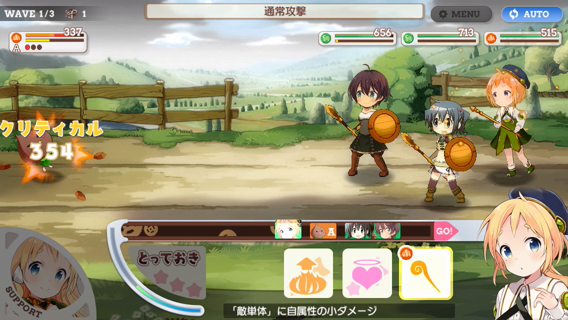 WAVE 1/3
1
通常攻撃
MENU
AUTO
337
A
656
713
515
クリティカル
354
A
GO!
とっておき
SUPPORT
「敵単体」に自属性の小ダメージ